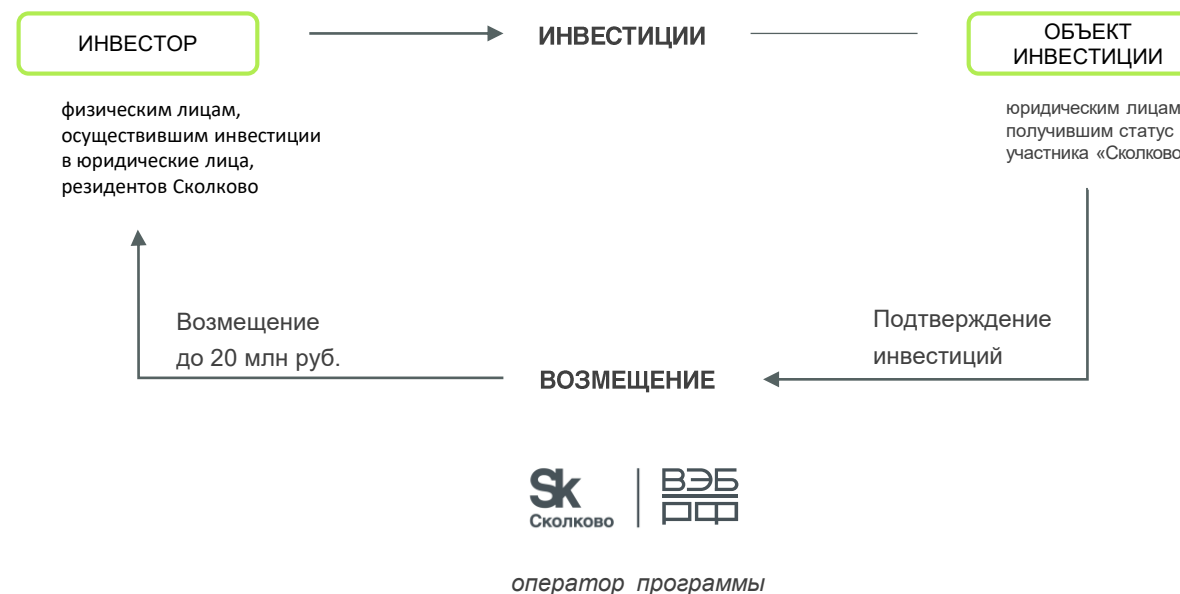 ИНВЕСТОР
ИНВЕСТИЦИИ
ОБЪЕКТ
ИНВЕСТИЦИИ
физическим лицам,
осуществившим инвестиции
в юридические лица,
резидентов Сколково
юридическим лицам
получившим статус
участника «Сколково
Возмещение
до 20 млн руб.
Подтверждение
инвестиций
ВОЗМЕЩЕНИЕ
Sk
Сколково
ВЭБ
РФ
оператор программы